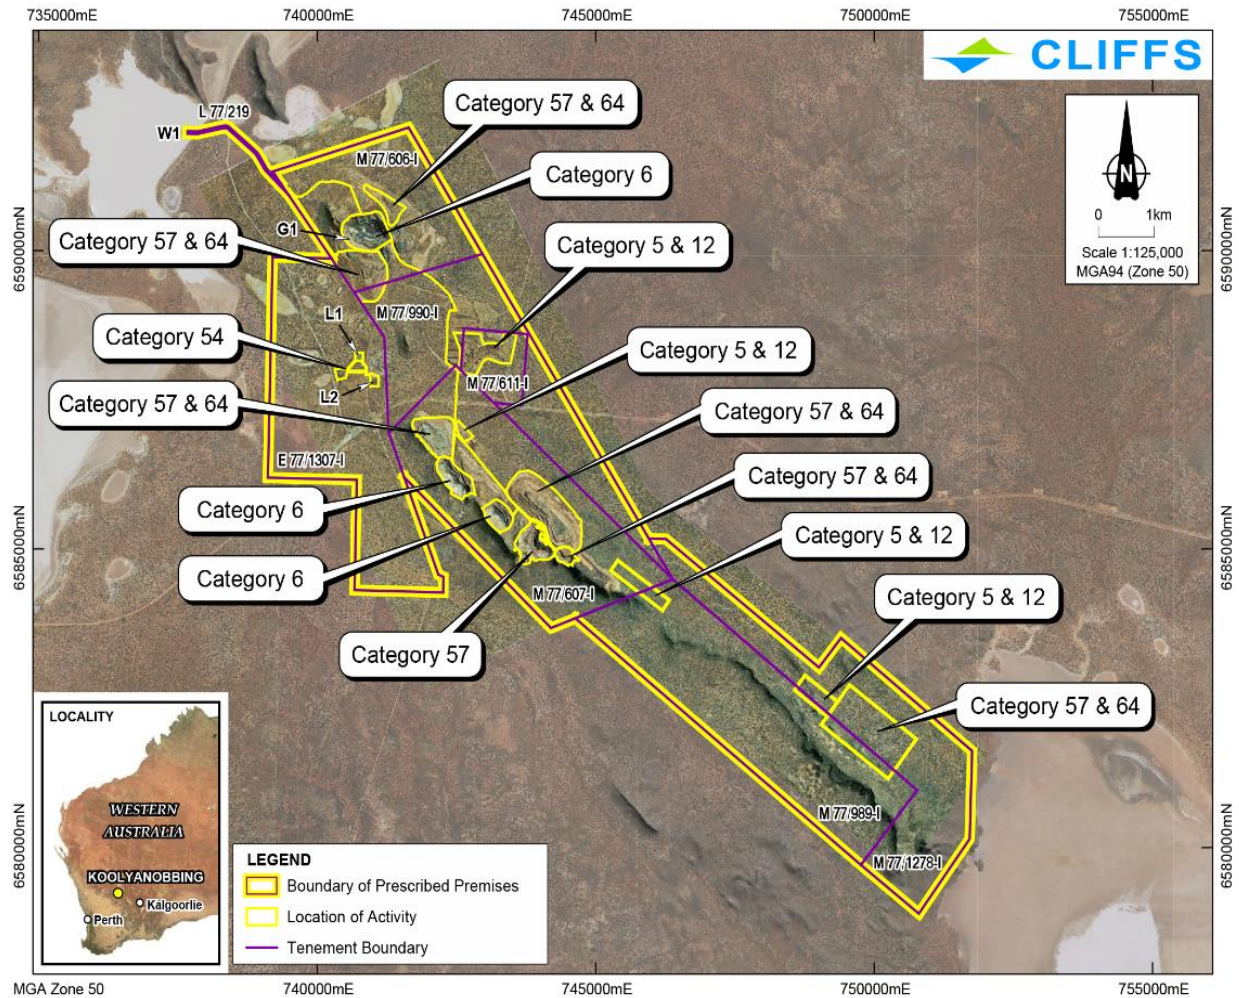 735000mE
740000mE
745000mE
750000mE
755000mE
CLIFFS
L 77/219
W1
M 77/606-I
Category 57 & 64
Category 6
G1
Category 57 & 64
Category 5 & 12
N
0 1km
Scale 1:125,000
MGA94 (Zone 50)
6590000mN
6590000mN
M 77/990-I
L1
Category 54
Category 5 & 12
L2
M 77/611-I
Category 57 & 64
Category 57 & 64
E 77/1307-I
Category 57 & 64
Category 6
Category 5 & 12
6585000mN
6585000mN
Category 6
M 77/607-I
Category 5 & 12
Category 57
Category 57 & 64
LOCALITY
WESTERN
AUSTRALIA
KOOLYANOBBING
Kalgoorlie
Perth
M 77/989-I
M 77/1278-I
6580000mN
6580000mN
LEGEND
Boundary of Prescribed Premises
Location of Activity
Tenement Boundary
MGA Zone 50
740000mE
745000mE
750000mE
755000mE